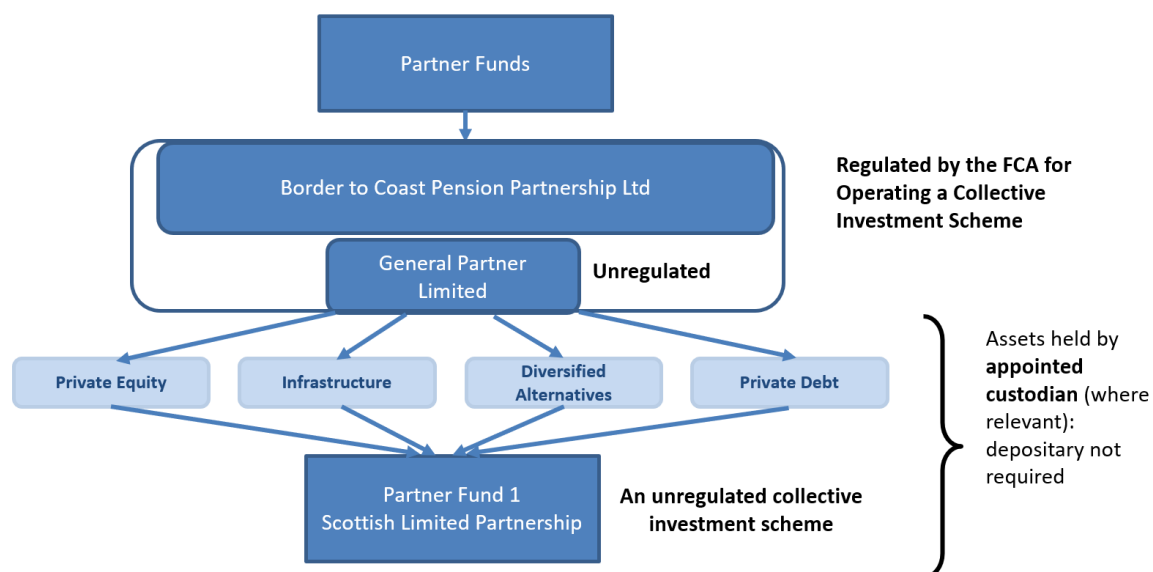 Partner Funds
Border to Coast Pension Partnership Ltd
Regulated by the FCA for
Operating a Collective
Investment Scheme
General Partner
Limited
Unregulated
Private Equity
Infrastructure
Diversified
Alternatives
Private Debt
Assets held by
appointed
custodian (where
relevant):
depositary not
required
Partner Fund 1
Scottish Limited Partnership
An unregulated collective
investment scheme